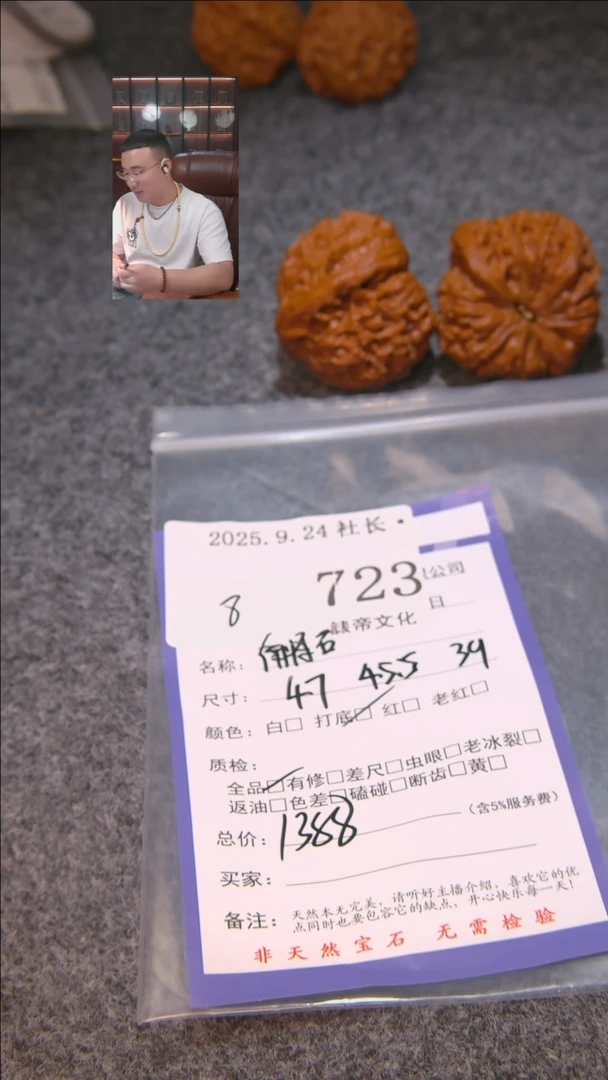 2025.9.24 社长
8 723 公司
日
帝文化
名称：
尺寸： 47 45.5 39
颜色：白□ 打底□ 红□ 老红□
质检：
全品□有修□差尺□虫眼□老冰裂□
返油□色差□磕碰□断齿□黄□
总价： 1388 （含5%服务费）
买家：
备注： 天然本无完美，请听好主播介绍，喜欢它的优
点同时也要包容它的缺点，开心快乐每一天！
非天然宝石 无需检验